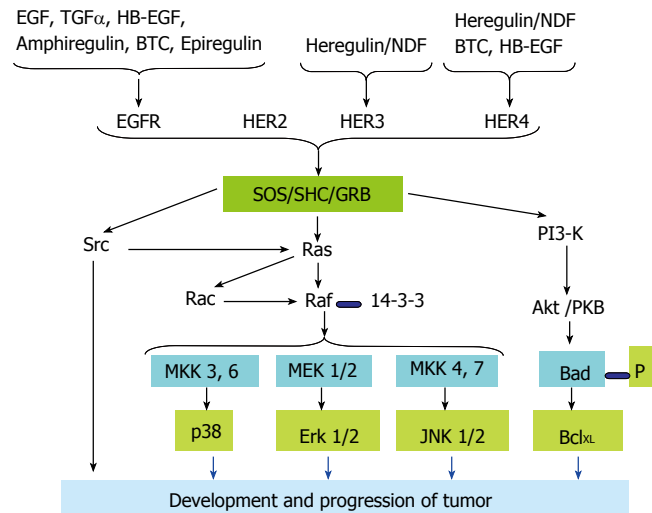 EGF, TGFα, HB-EGF,
Amphiregulin, BTC, Epiregulin
Heregulin/NDF
Heregulin/NDF
BTC, HB-EGF
EGFR
HER2
HER3
HER4
SOS/SHC/GRB
Src
Ras
PI3-K
Rac
Raf
14-3-3
Akt /PKB
MKK 3, 6
MEK 1/2
MKK 4, 7
Bad
P
p38
Erk 1/2
JNK 1/2
BclXL
Development and progression of tumor